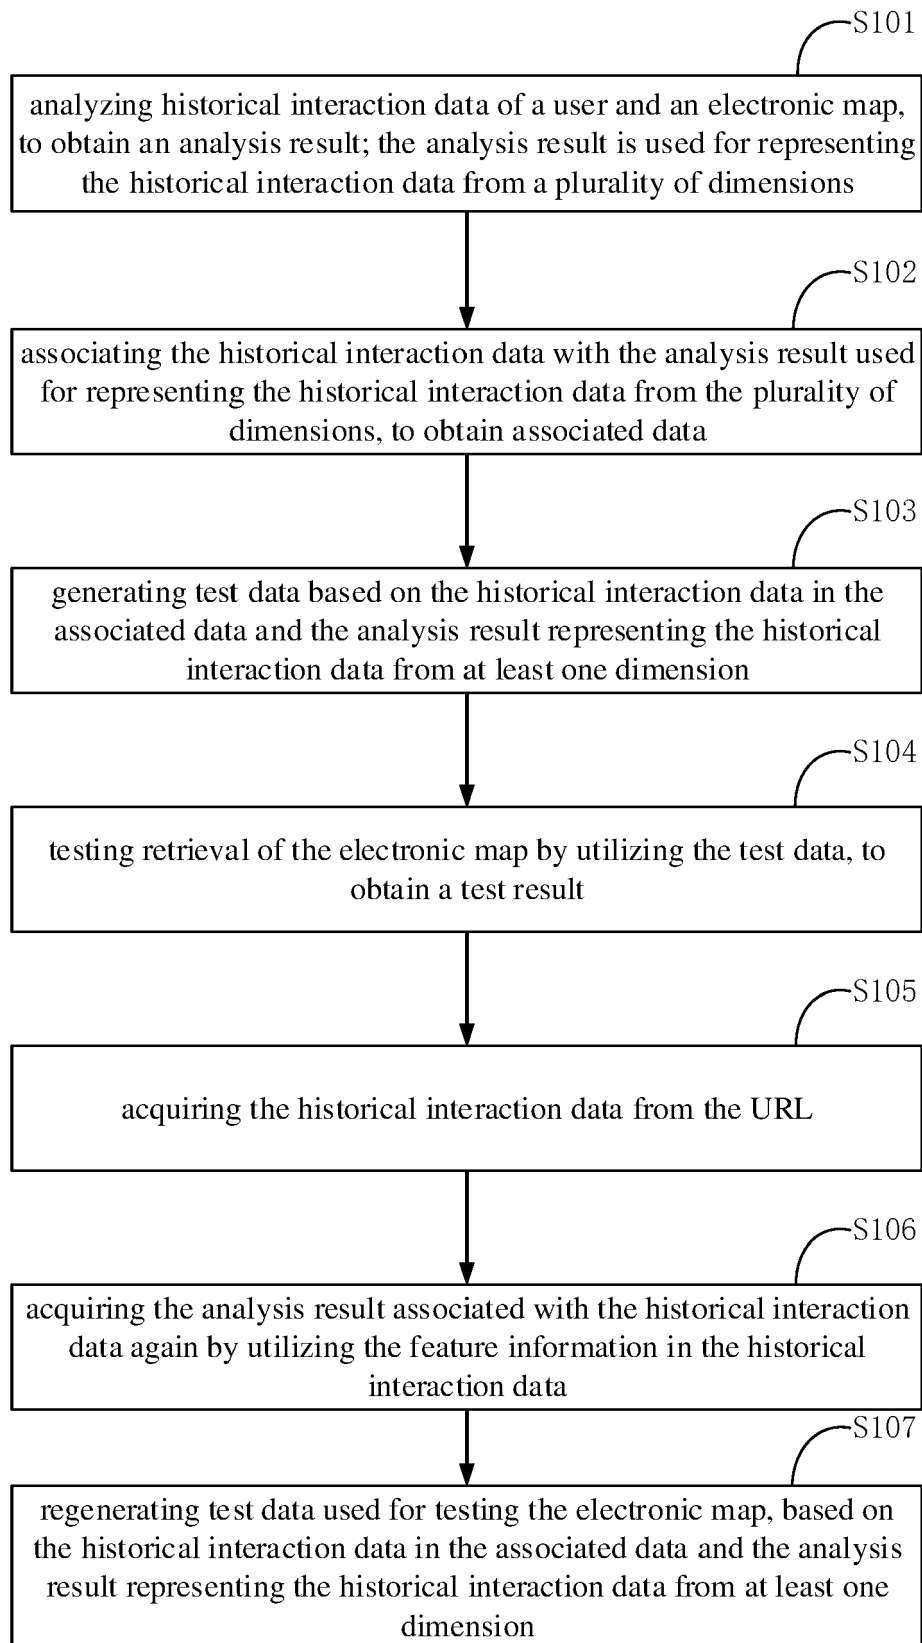 S101
analyzing historical interaction data of a user and an electronic map,
to obtain an analysis result; the analysis result is used for representing
the historical interaction data from a plurality of dimensions
S102
associating the historical interaction data with the analysis result used
for representing the historical interaction data from the plurality of
dimensions, to obtain associated data
S103
generating test data based on the historical interaction data in the
associated data and the analysis result representing the historical
interaction data from at least one dimension
S104
testing retrieval of the electronic map by utilizing the test data, to
obtain a test result
S105
acquiring the historical interaction data from the URL
S106
acquiring the analysis result associated with the historical interaction
data again by utilizing the feature information in the historical
interaction data
S107
regenerating test data used for testing the electronic map, based on
the historical interaction data in the associated data and the analysis
result representing the historical interaction data from at least one
dimension